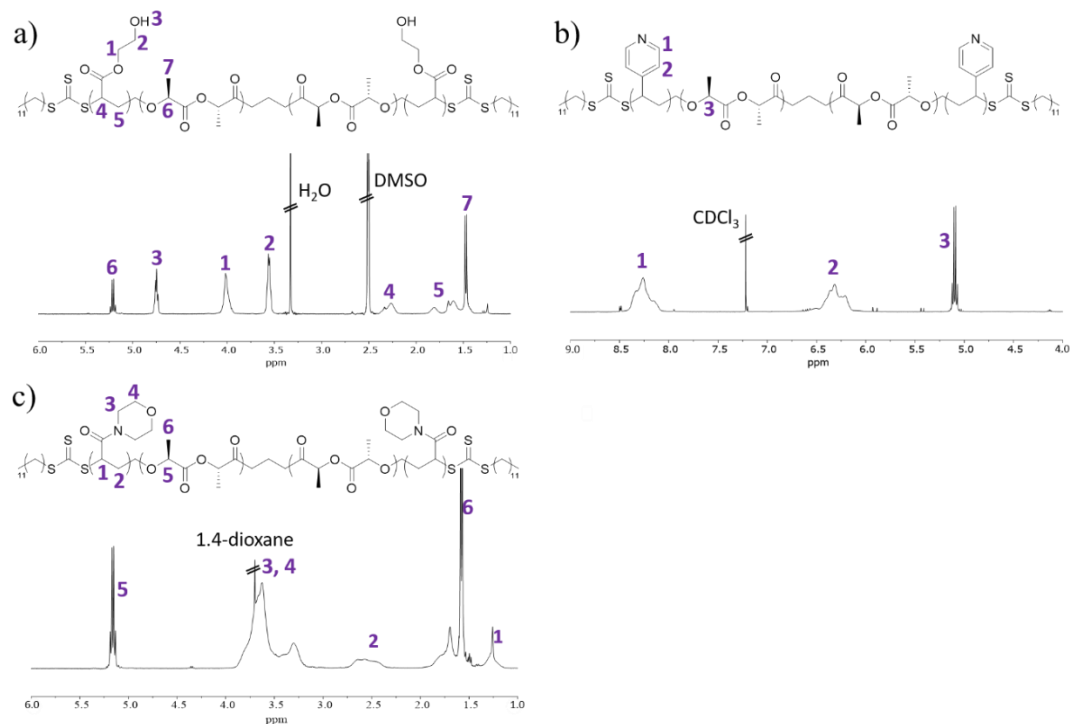 a)
OH 3
OH
1 2
7
O O
S O O O O O S
S S O 6 O O O O S S
11 4 5 O O 11
H₂O
DMSO
6
3
1
2
4
5
7
6.0 5.5 5.0 4.5 4.0 3.5 3.0 2.5 2.0 1.5 1.0
ppm
b)
N 1
N
2
S O O O O S
S S O O O O S S
11 3 O O 11
CDCl₃
1
2
3
9.0 8.5 8.0 7.5 7.0 6.5 6.0 5.5 5.0 4.5 4.0
ppm
c)
3 4
O
O
N
6
N
S O O O O O O S
S S O 5 O O O S S
11 1 2 O O 11
1.4-dioxane
5
3, 4
2
6
1
6.0 5.5 5.0 4.5 4.0 3.5 3.0 2.5 2.0 1.5 1.0
ppm